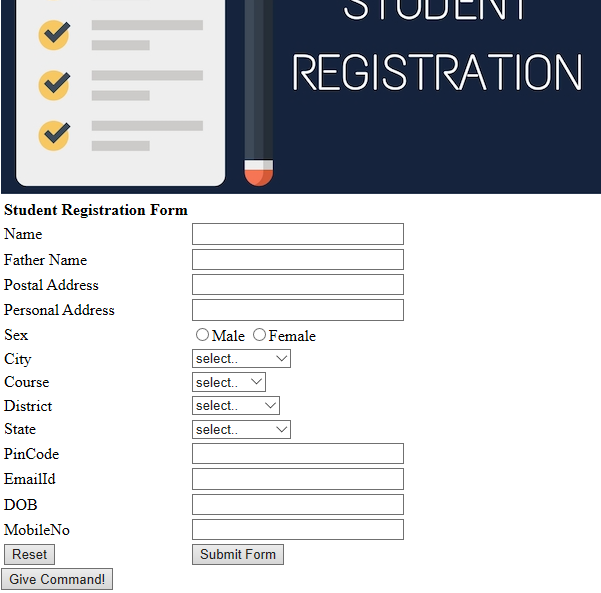 STUDENT
REGISTRATION
Student Registration Form
Name
Father Name
Postal Address
Personal Address
Sex Male Female
City select..
Course select..
District select..
State select..
PinCode
EmailId
DOB
MobileNo
Reset Submit Form
Give Command!